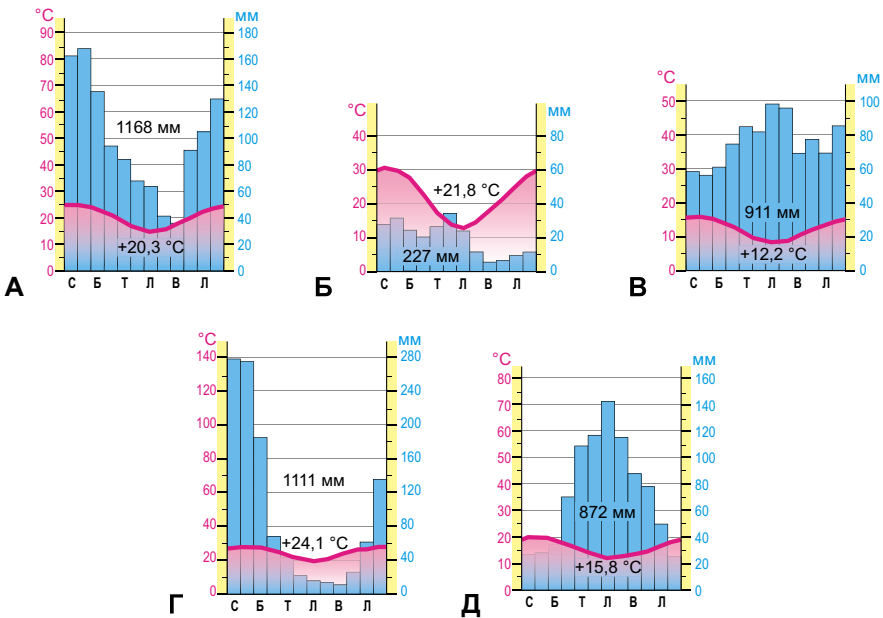 °C мм
90 180
80 160
70 140
60 120
50 100
40 80
30 60
20 40
10 20
0 0
1168 мм
+20,3 °C
С Б Т Л В Л
А
°C мм
40 80
30 60
20 40
10 20
0 0
+21,8 °C
227 мм
С Б Т Л В Л
Б
°C мм
50 100
40 80
30 60
20 40
10 20
0 0
911 мм
+12,2 °C
С Б Т Л В Л
В
°C мм
140 280
120 240
100 200
80 160
60 120
40 80
20 40
0 0
1111 мм
+24,1 °C
С Б Т Л В Л
Г
°C мм
80 160
70 140
60 120
50 100
40 80
30 60
20 40
10 20
0 0
872 мм
+15,8 °C
С Б Т Л В Л
Д